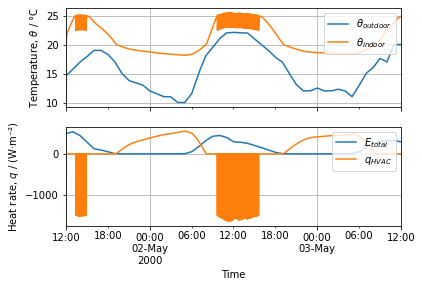 Temperature, θ / °C
25
20
15
10
θoutdoor
θindoor
Heat rate, q / (W·m⁻²)
0
−1000
Etotal
qHVAC
12:00 18:00 00:00 06:00 12:00 18:00 00:00 06:00 12:00
02-May 03-May
2000
Time